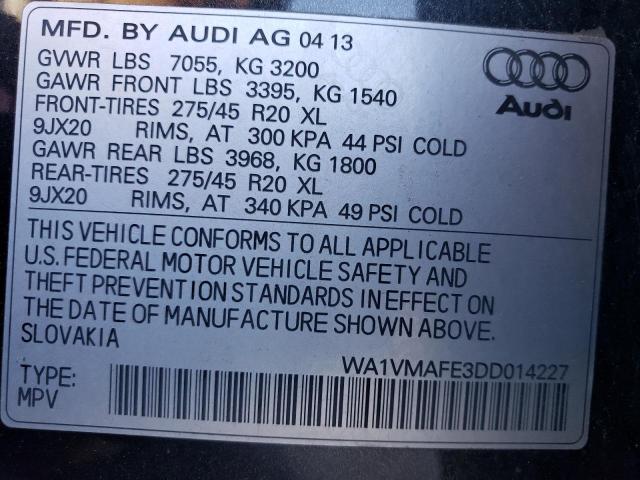 MFD. BY AUDI AG 04 13
GVWR LBS 7055, KG 3200
GAWR FRONT LBS 3395, KG 1540
FRONT-TIRES 275/45 R20 XL
9JX20 RIMS, AT 300 KPA 44 PSI COLD
GAWR REAR LBS 3968, KG 1800
REAR-TIRES 275/45 R20 XL
9JX20 RIMS, AT 340 KPA 49 PSI COLD
Audi
THIS VEHICLE CONFORMS TO ALL APPLICABLE
U.S. FEDERAL MOTOR VEHICLE SAFETY AND
THEFT PREVENTION STANDARDS IN EFFECT ON
THE DATE OF MANUFACTURE SHOWN ABOVE.
SLOVAKIA
WA1VMAFE3DD014227
TYPE:
MPV